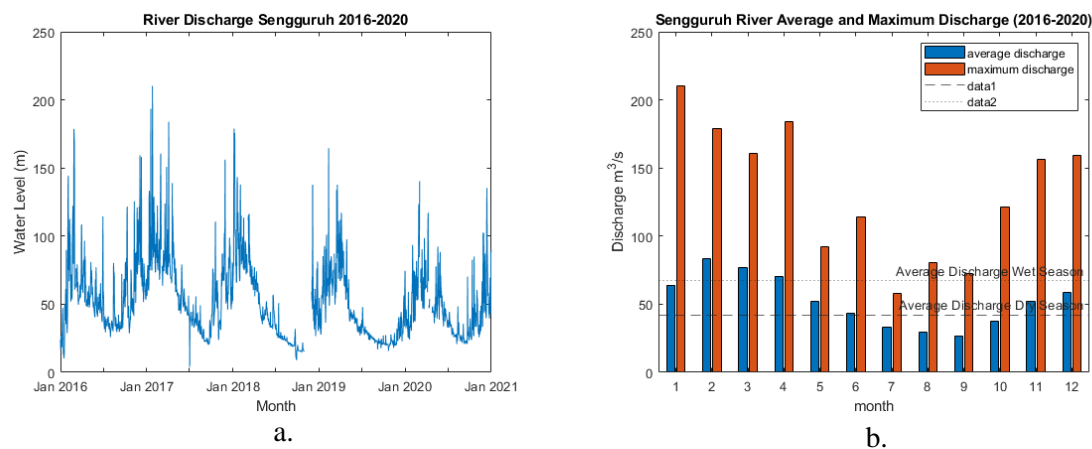 River Discharge Sengguruh 2016-2020
250
200
150
100
50
0
Water Level (m)
Jan 2016 Jan 2017 Jan 2018 Jan 2019 Jan 2020 Jan 2021
Month
a.
Sengguruh River Average and Maximum Discharge (2016-2020)
250
200
150
100
50
0
Discharge m³/s
average discharge
maximum discharge
data1
data2
Average Discharge Wet Season
Average Discharge Dry Season
1 2 3 4 5 6 7 8 9 10 11 12
month
b.